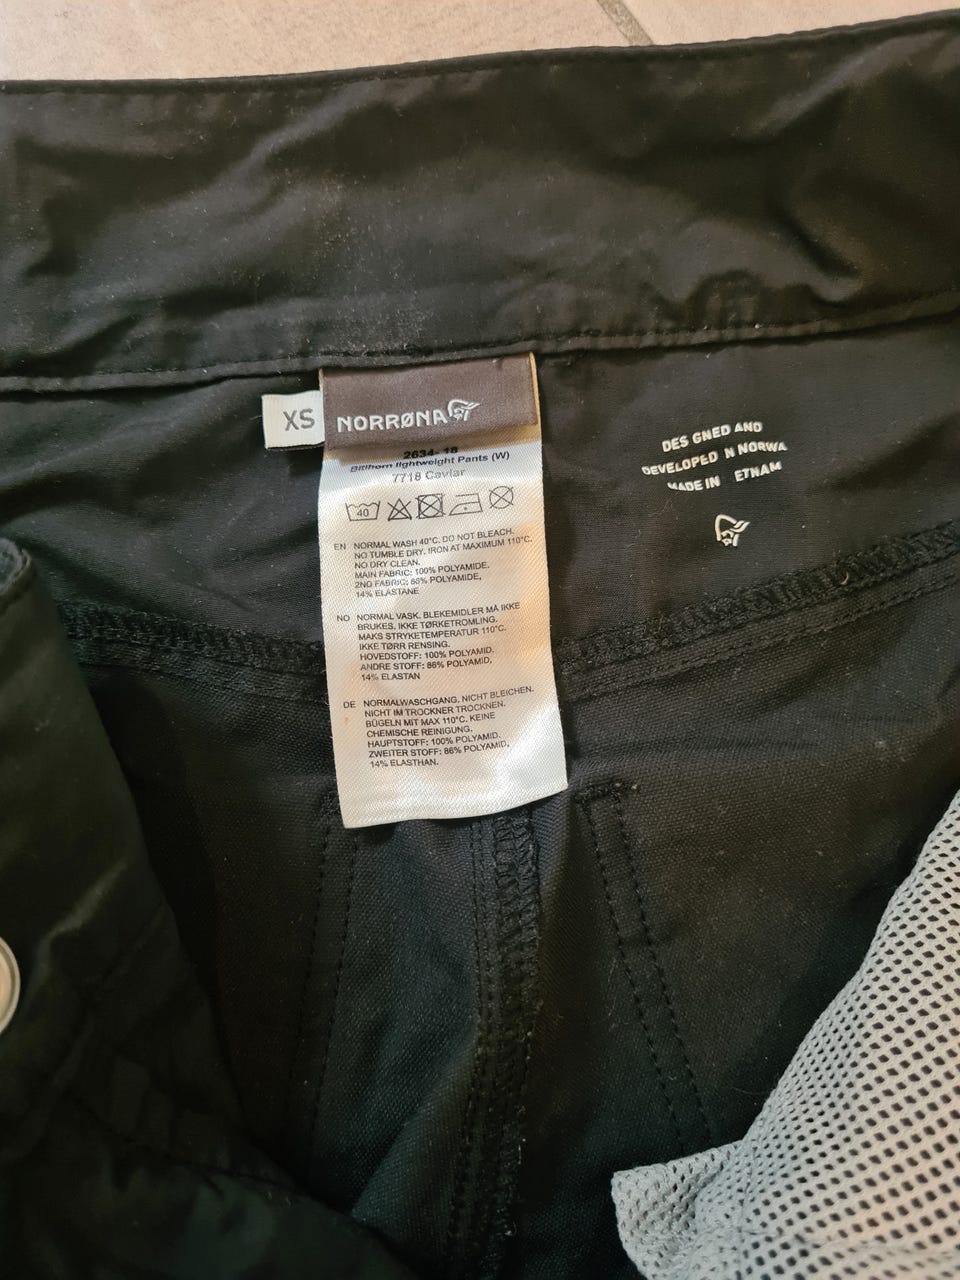 XS
NORRØNA
2634- 18
Bitihorn lightweight Pants (W)
7718 Caviar
40
EN NORMAL WASH 40°C. DO NOT BLEACH.
NO TUMBLE DRY. IRON AT MAXIMUM 110°C.
NO DRY CLEAN.
MAIN FABRIC: 100% POLYAMIDE.
2ND FABRIC: 86% POLYAMIDE,
14% ELASTANE
NO NORMAL VASK. BLEKEMIDLER MÅ IKKE
BRUKES. IKKE TØRKETROMLING.
MAKS STRYKETEMPERATUR 110°C.
IKKE TØRR RENSING.
HOVEDSTOFF: 100% POLYAMID.
ANDRE STOFF: 86% POLYAMID,
14% ELASTAN
DE NORMALWASCHGANG. NICHT BLEICHEN.
NICHT IM TROCKNER TROCKNEN.
BÜGELN MIT MAX 110°C. KEINE
CHEMISCHE REINIGUNG.
HAUPTSTOFF: 100% POLYAMID.
ZWEITER STOFF: 86% POLYAMID,
14% ELASTHAN.
DES GNED AND
DEVELOPED N NORWA
MADE IN ETNAM